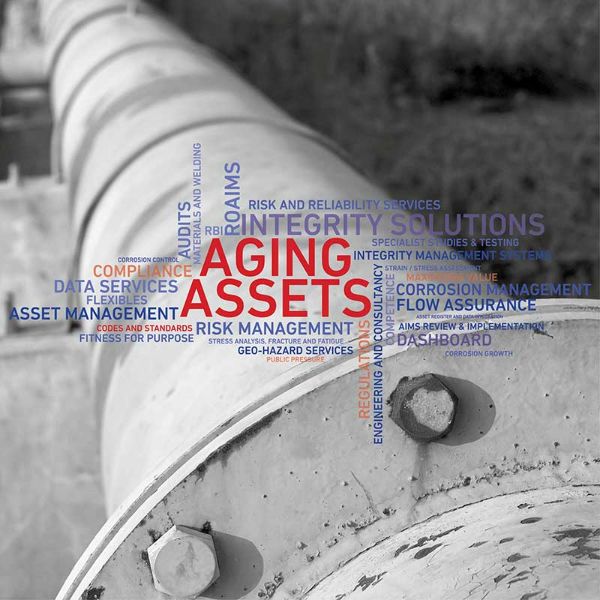 AUDITS
MATERIALS AND WELDING
RBI
ROAIMS
RISK AND RELIABILITY SERVICES
INTEGRITY SOLUTIONS
SPECIALIST STUDIES & TESTING
INTEGRITY MANAGEMENT SYSTEMS
CORROSION CONTROL
COMPLIANCE
AGING
ASSETS
STRAIN / STRESS ASSESSMENT
MAXIMISING VALUE
DATA SERVICES
CORROSION MANAGEMENT
FLEXIBLES
FLOW ASSURANCE
ASSET MANAGEMENT
ASSET REGISTER AND DATA COLLECTION
CODES AND STANDARDS
RISK MANAGEMENT
AIMS REVIEW & IMPLEMENTATION
FITNESS FOR PURPOSE
STRESS ANALYSIS, FRACTURE AND FATIGUE
DASHBOARD
GEO-HAZARD SERVICES
CORROSION GROWTH
PUBLIC PRESSURE
REGULATIONS
ENGINEERING AND CONSULTANCY
COMPETENCE